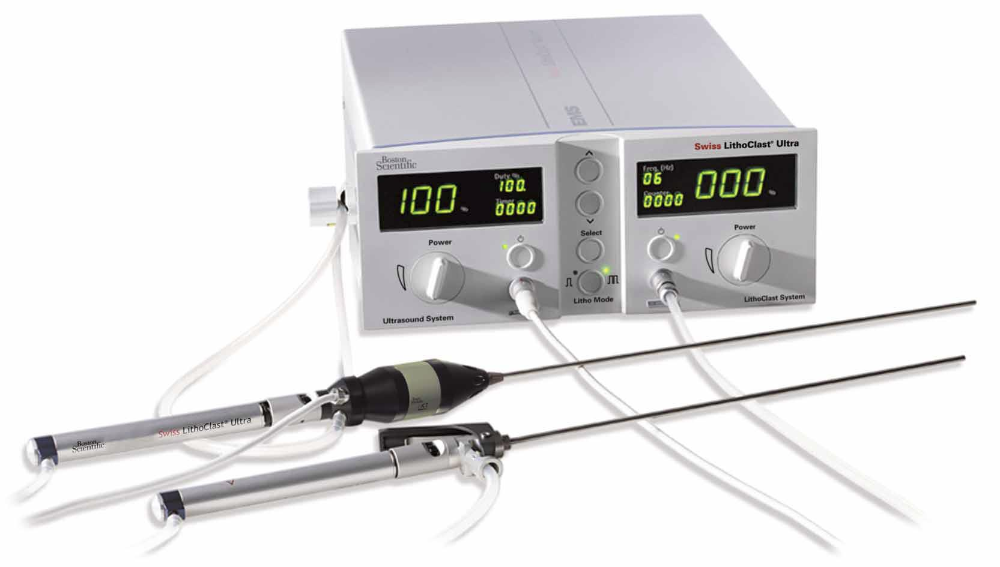 EMS
Swiss LithoClast® Ultra
Boston
Scientific
100 %
Duty %
100.
Timer
0000
Freq. (Hz)
06
Counter
0000
000 %
Select
Power
Power
Litho Mode
LithoClast System
Ultrasound System
Swiss LithoClast® Ultra
Boston
Scientific